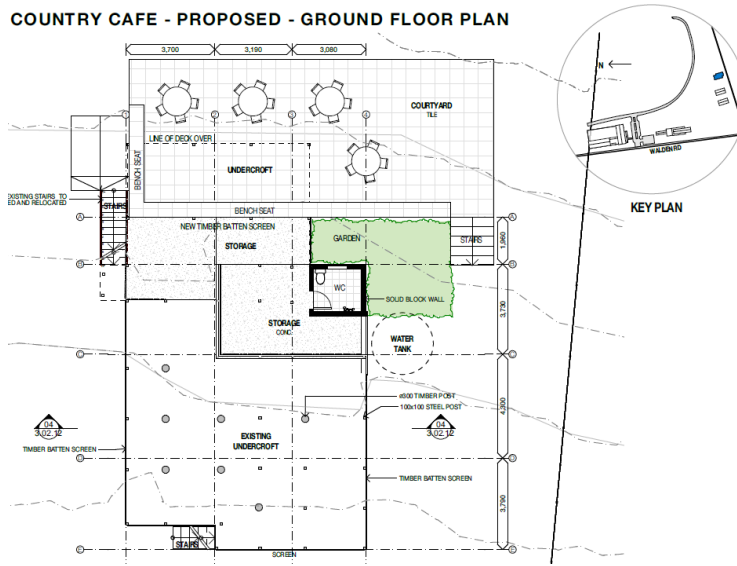 COUNTRY CAFE - PROPOSED - GROUND FLOOR PLAN
3,700
3,190
3,080
N
COURTYARD
TILE
LINE OF DECK OVER
BENCH SEAT
UNDERCROFT
WALDEN RD
KEY PLAN
EXISTING STAIRS TO
ED AND RELOCATED
STAIRS
BENCH SEAT
A
A
NEW TIMBER BATTEN SCREEN
STORAGE
GARDEN
STAIRS
1,960
B
B
WC
SOLID BLOCK WALL
3,730
STORAGE
CONC.
WATER
TANK
C
C
ø300 TIMBER POST
100x100 STEEL POST
4,300
04
3.02.12
04
3.02.12
EXISTING
UNDERCROFT
TIMBER BATTEN SCREEN
D
D
TIMBER BATTEN SCREEN
3,790
STAIRS
SCREEN
E
E